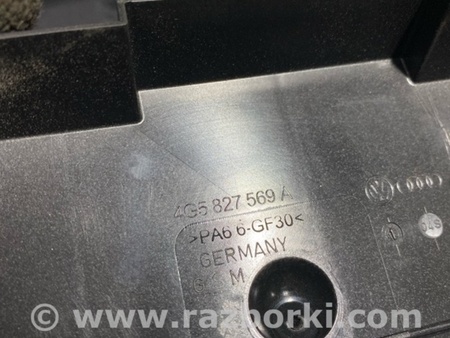 4G5 827 569 A
>PA6 6-GF30<
GERMANY
M
© www.razborki.com